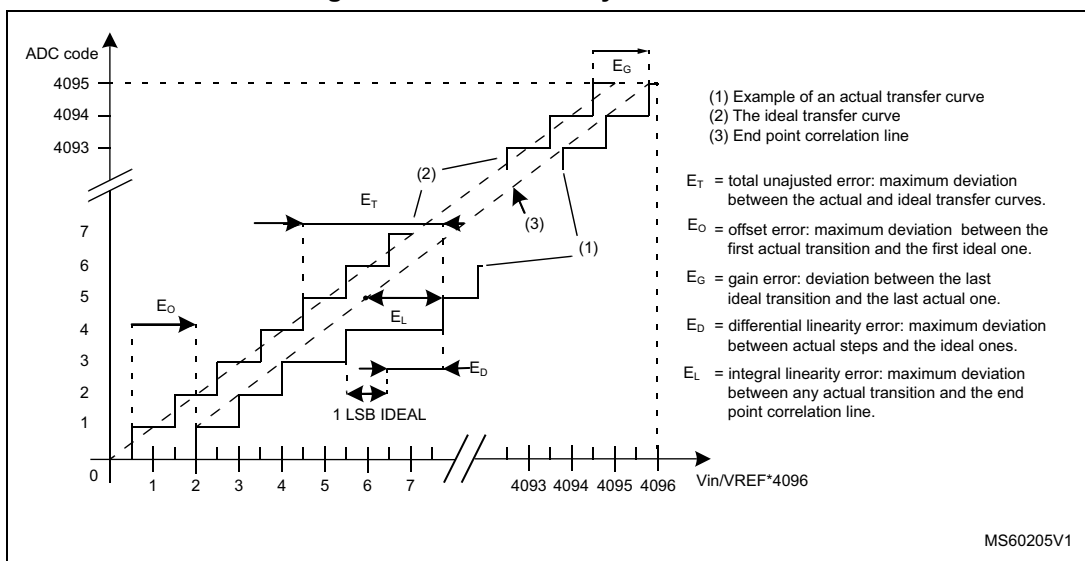 ADC code
4095
4094
4093
7
6
5
4
3
2
1
0
1 2 3 4 5 6 7 4093 4094 4095 4096
Vin/VREF*4096
EG
(2)
ET
(3)
(1)
EO
EL
ED
1 LSB IDEAL
(1) Example of an actual transfer curve
(2) The ideal transfer curve
(3) End point correlation line
ET = total unajusted error: maximum deviation
between the actual and ideal transfer curves.
EO = offset error: maximum deviation between the
first actual transition and the first ideal one.
EG = gain error: deviation between the last
ideal transition and the last actual one.
ED = differential linearity error: maximum deviation
between actual steps and the ideal ones.
EL = integral linearity error: maximum deviation
between any actual transition and the end
point correlation line.
MS60205V1